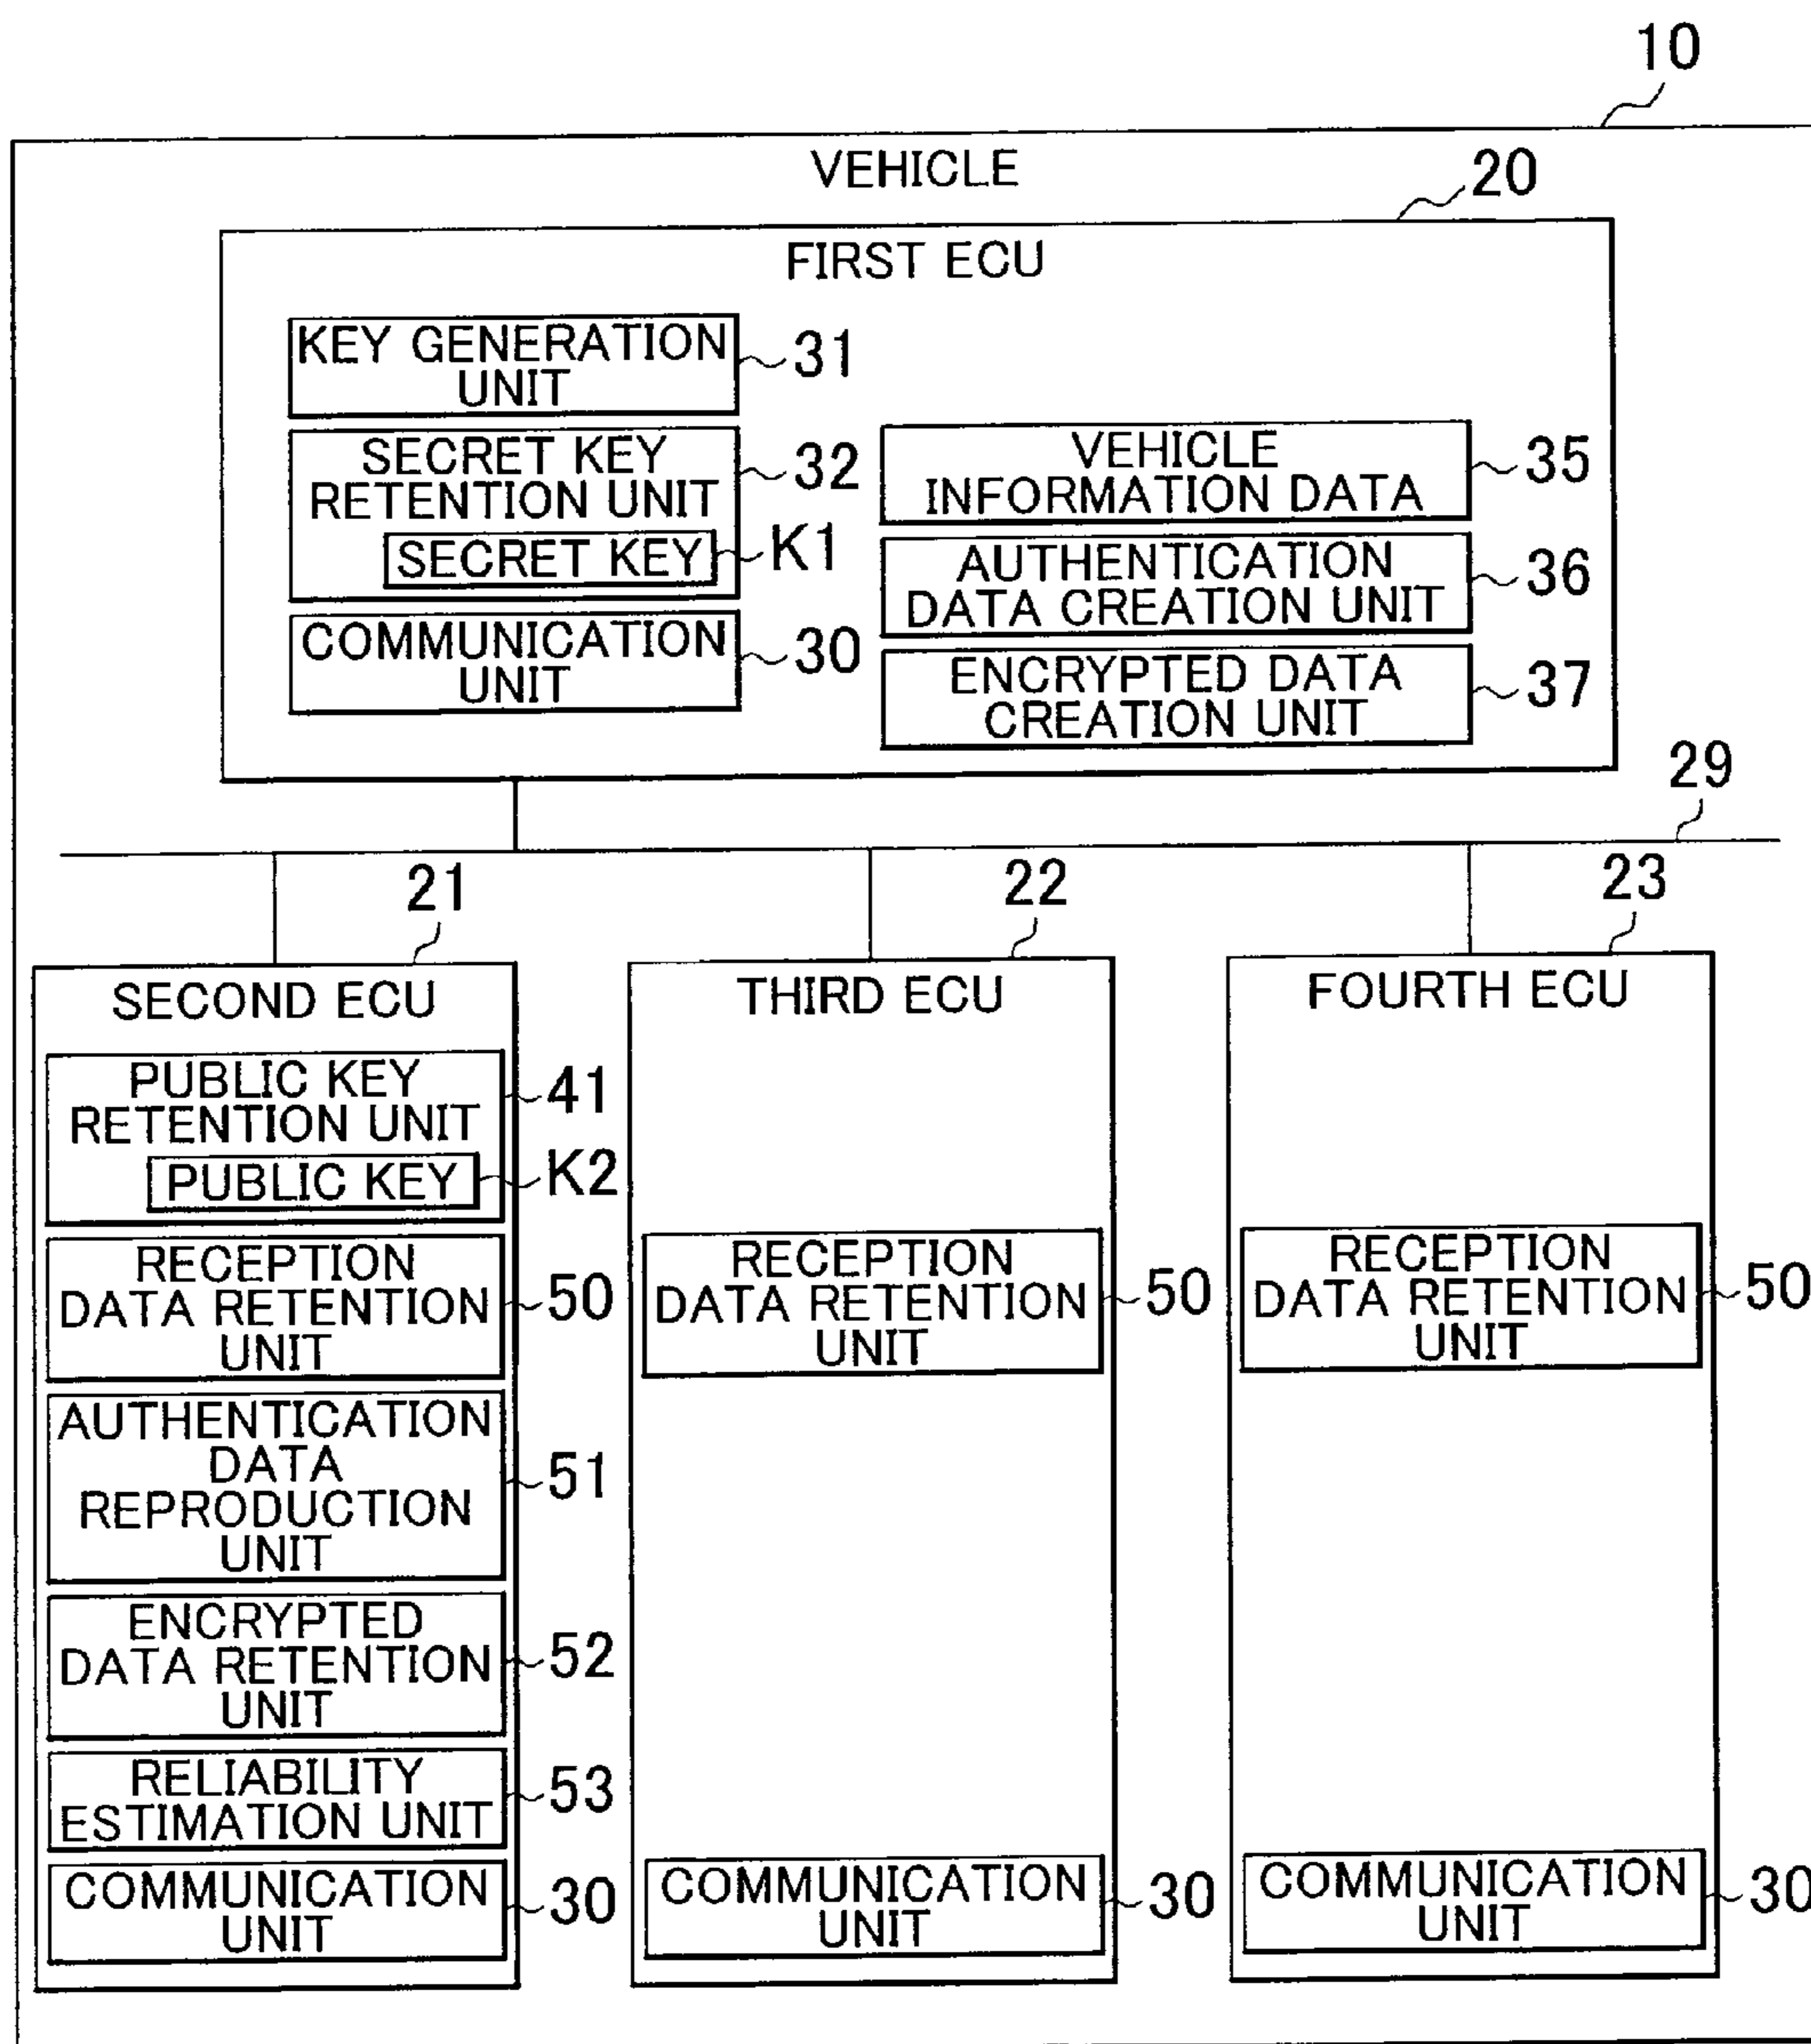 10
VEHICLE
20
FIRST ECU
KEY GENERATION
UNIT
31
SECRET KEY
RETENTION UNIT
32
SECRET KEY
K1
COMMUNICATION
UNIT
30
VEHICLE
INFORMATION DATA
35
AUTHENTICATION
DATA CREATION UNIT
36
ENCRYPTED DATA
CREATION UNIT
37
29
21
SECOND ECU
PUBLIC KEY
RETENTION UNIT
41
PUBLIC KEY
K2
RECEPTION
DATA RETENTION
UNIT
50
AUTHENTICATION
DATA
REPRODUCTION
UNIT
51
ENCRYPTED
DATA RETENTION
UNIT
52
RELIABILITY
ESTIMATION UNIT
53
COMMUNICATION
UNIT
30
22
THIRD ECU
RECEPTION
DATA RETENTION
UNIT
50
COMMUNICATION
UNIT
30
23
FOURTH ECU
RECEPTION
DATA RETENTION
UNIT
50
COMMUNICATION
UNIT
30